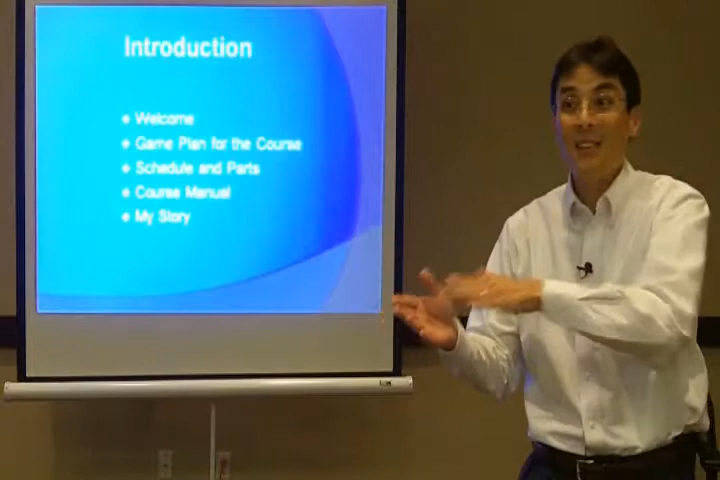 Introduction
Welcome
Game Plan for the Course
Schedule and Parts
Course Manual
My Story